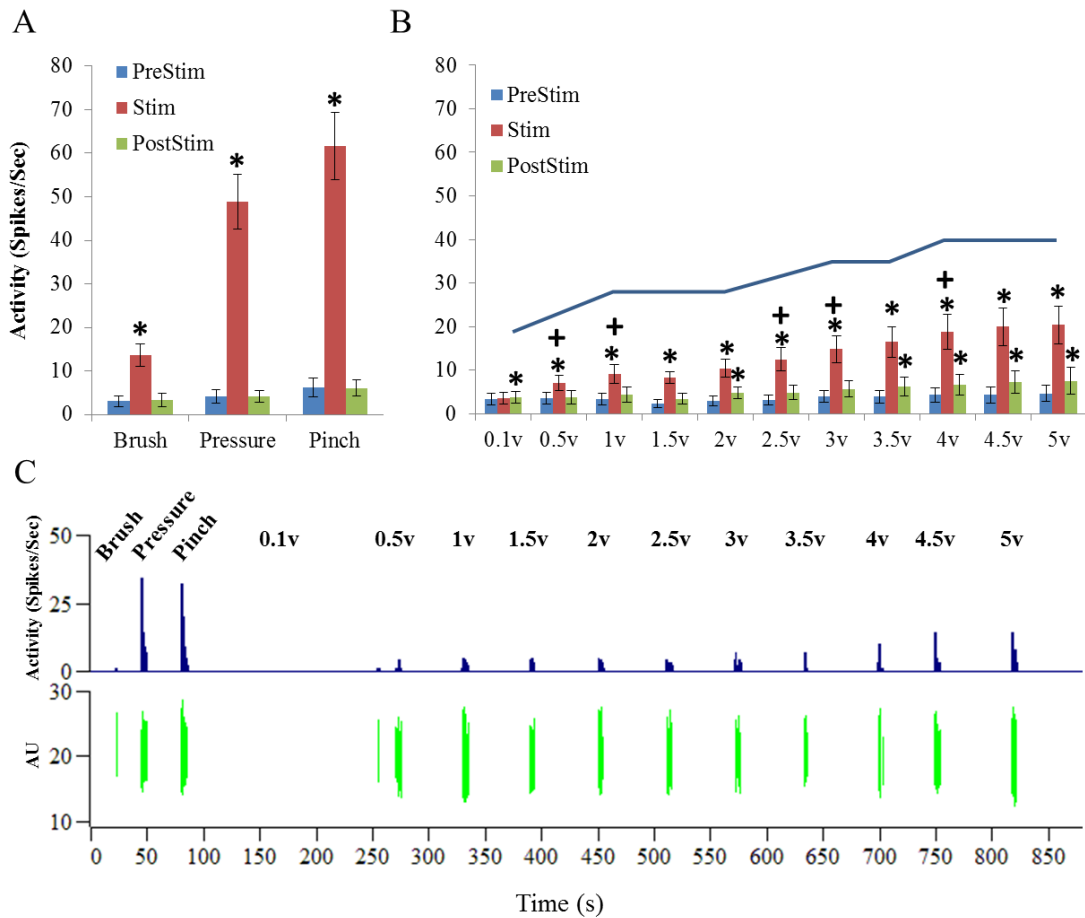 A
B
80
70
60
50
40
30
20
10
0
Activity (Spikes/Sec)
PreStim
Stim
PostStim
*
*
*
Brush
Pressure
Pinch
80
70
60
50
40
30
20
10
0
PreStim
Stim
PostStim
+ + + + +
* * * * * * * * * *
* * * * * *
0.1v 0.5v 1v 1.5v 2v 2.5v 3v 3.5v 4v 4.5v 5v
C
Brush
Pressure
Pinch
0.1v 0.5v 1v 1.5v 2v 2.5v 3v 3.5v 4v 4.5v 5v
Activity (Spikes/Sec)
50
25
0
AU
30
20
10
0 50 100 150 200 250 300 350 400 450 500 550 600 650 700 750 800 850
Time (s)